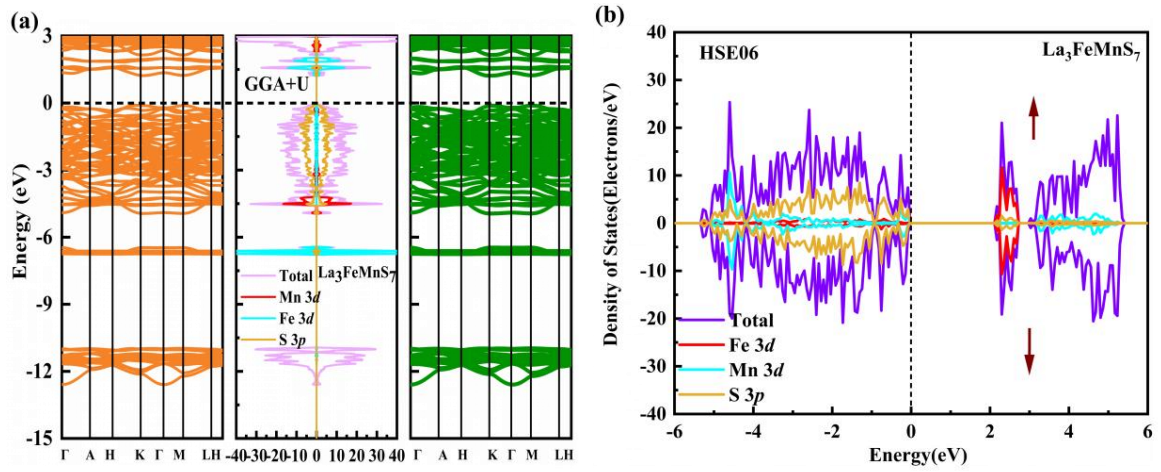 (a)
Energy (eV)
3
0
-3
-6
-9
-12
-15
Γ A H K Γ M LH
GGA+U
La₃FeMnS₇
Total
Mn 3d
Fe 3d
S 3p
-40 -30 -20 -10 0 10 20 30 40
Γ A H K Γ M LH
(b)
HSE06
La₃FeMnS₇
Density of States(Electrons/eV)
40
30
20
10
0
-10
-20
-30
-40
Total
Fe 3d
Mn 3d
S 3p
-6 -4 -2 0 2 4 6
Energy(eV)